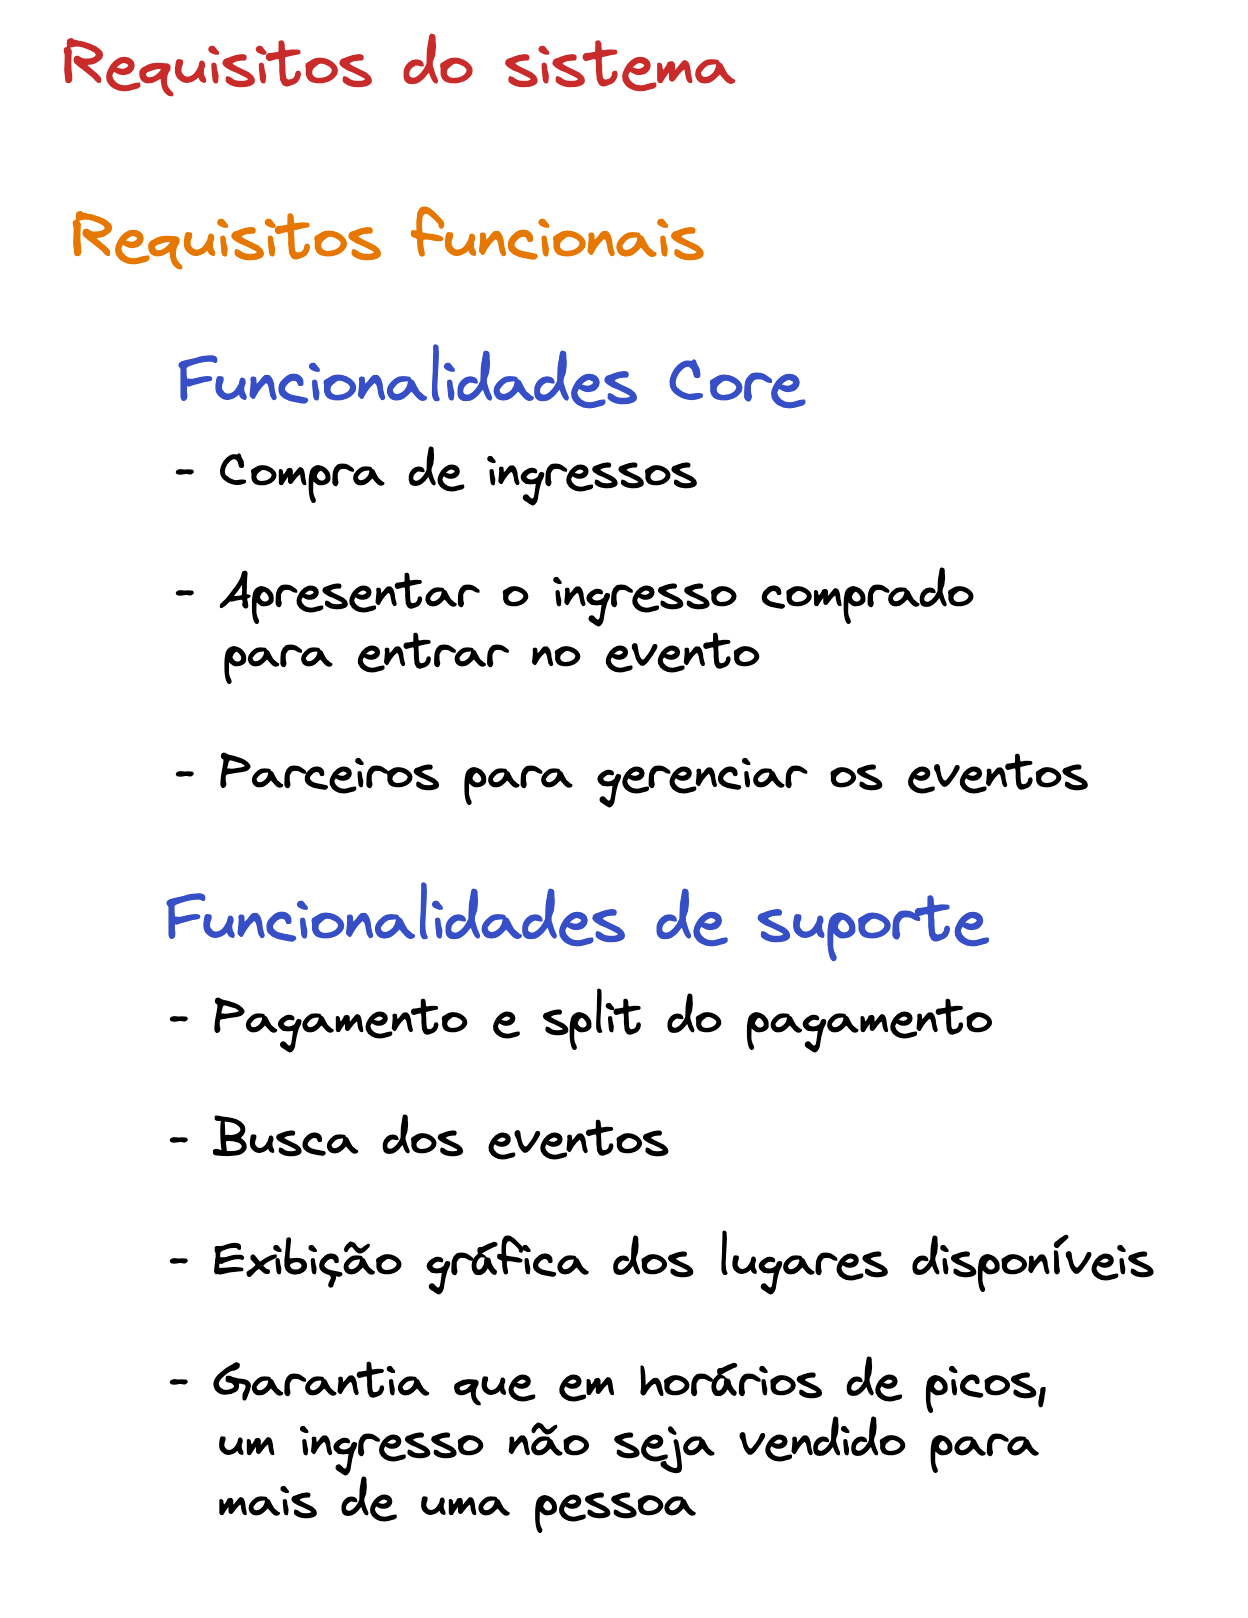 Requisitos do sistema
Requisitos funcionais
Funcionalidades Core
- Compra de ingressos
- Apresentar o ingresso comprado
para entrar no evento
- Parceiros para gerenciar os eventos
Funcionalidades de suporte
- Pagamento e split do pagamento
- Busca dos eventos
- Exibição gráfica dos lugares disponíveis
- Garantia que em horários de picos,
um ingresso não seja vendido para
mais de uma pessoa